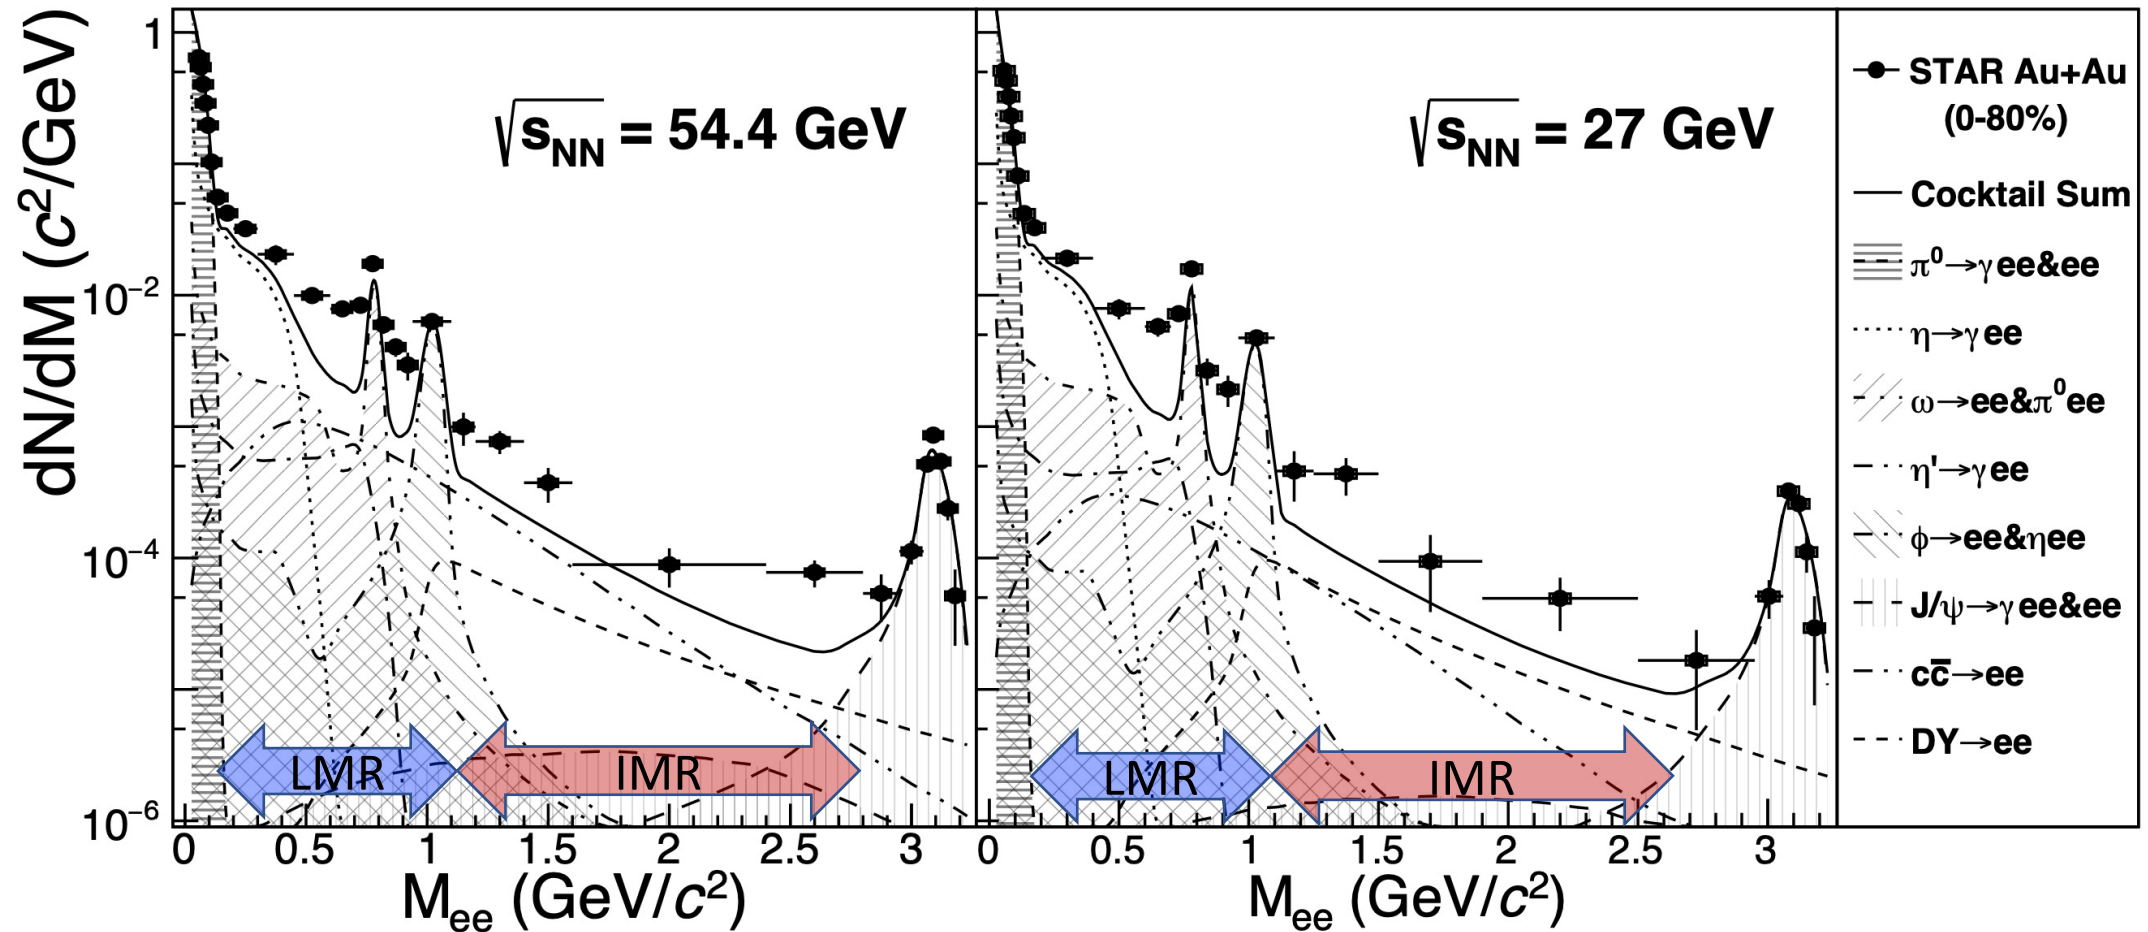 dN/dM (c²/GeV)
1
10⁻²
10⁻⁴
10⁻⁶
√sNN = 54.4 GeV
LMR
IMR
0 0.5 1 1.5 2 2.5 3
Mee (GeV/c²)
√sNN = 27 GeV
LMR
IMR
0 0.5 1 1.5 2 2.5 3
Mee (GeV/c²)
STAR Au+Au
(0-80%)
Cocktail Sum
π⁰→γee&ee
η→γee
ω→ee&π⁰ee
η'→γee
ϕ→ee&ηee
J/ψ→γee&ee
cc̄→ee
DY→ee